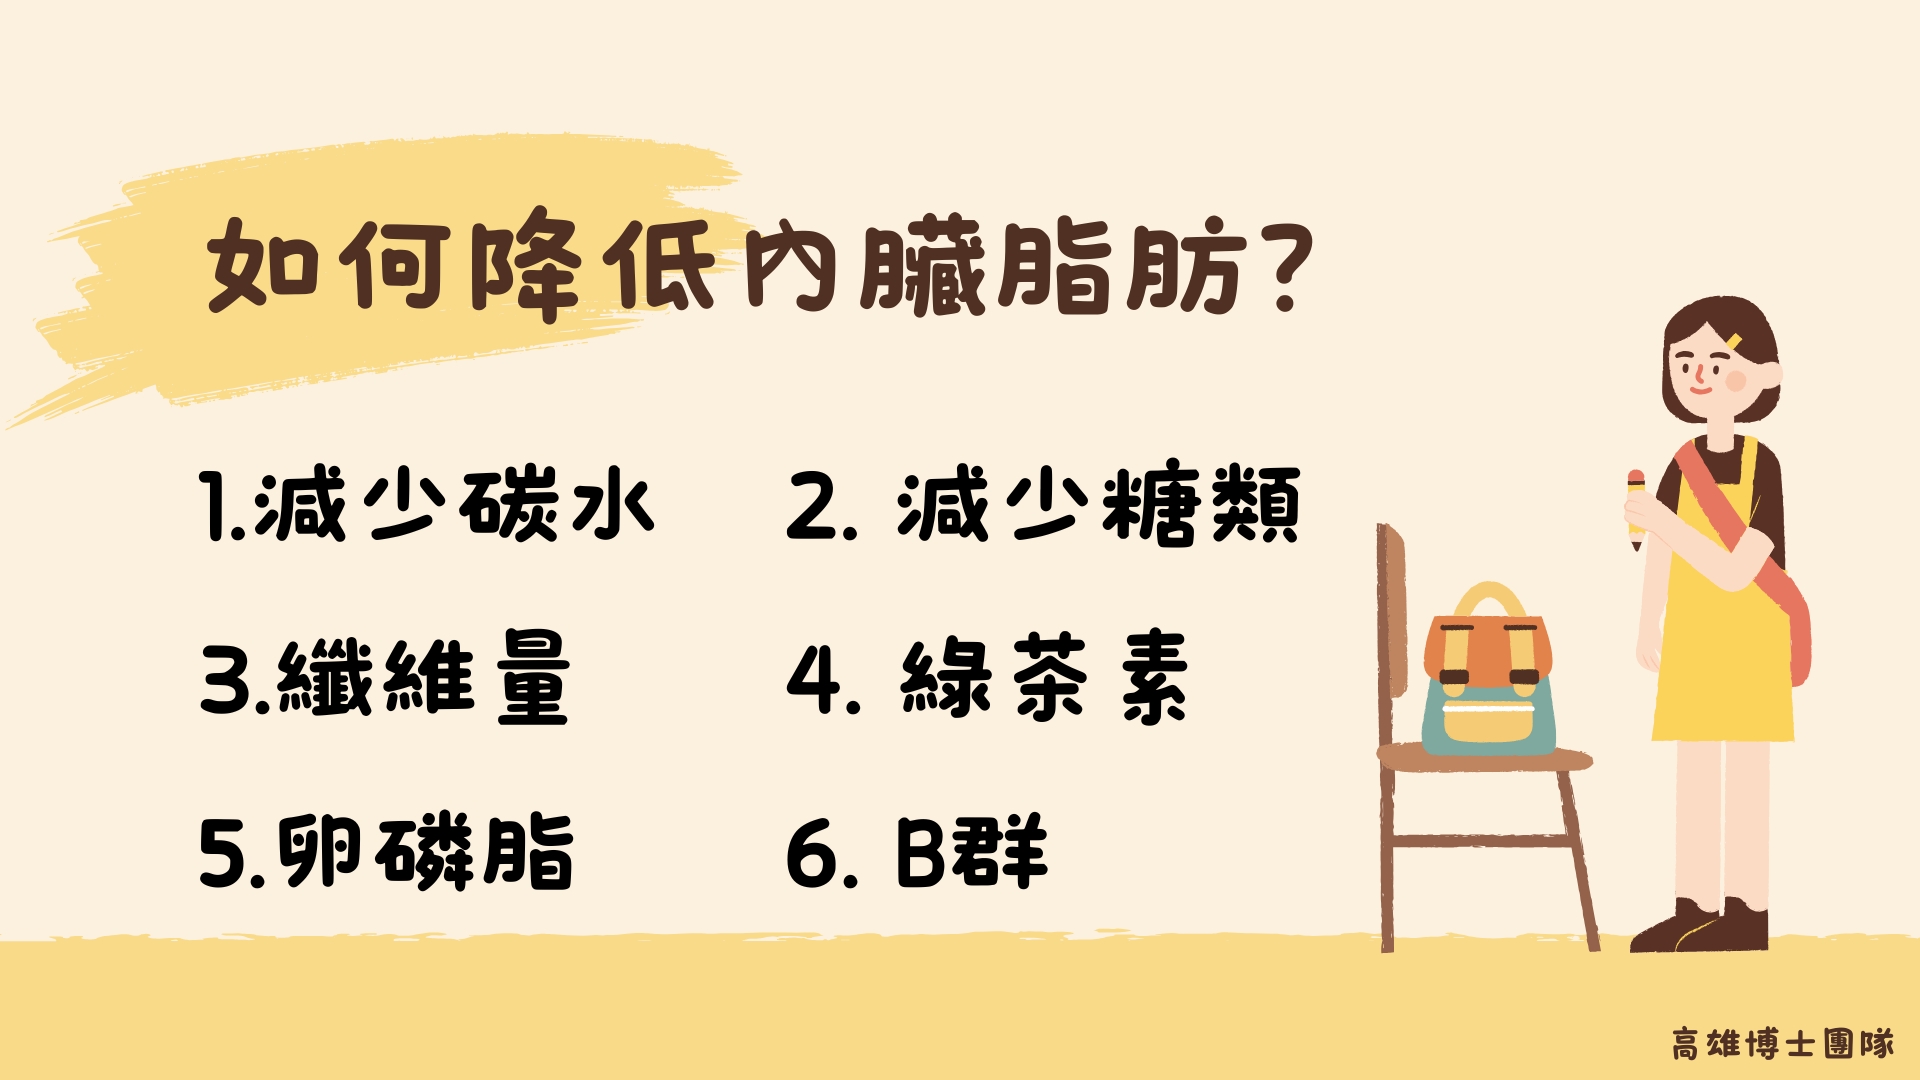 如何降低內臟脂肪？
1.減少碳水
2. 減少糖類
3.纖維量
4. 綠茶素
5.卵磷脂
6. B群
高雄博士團隊